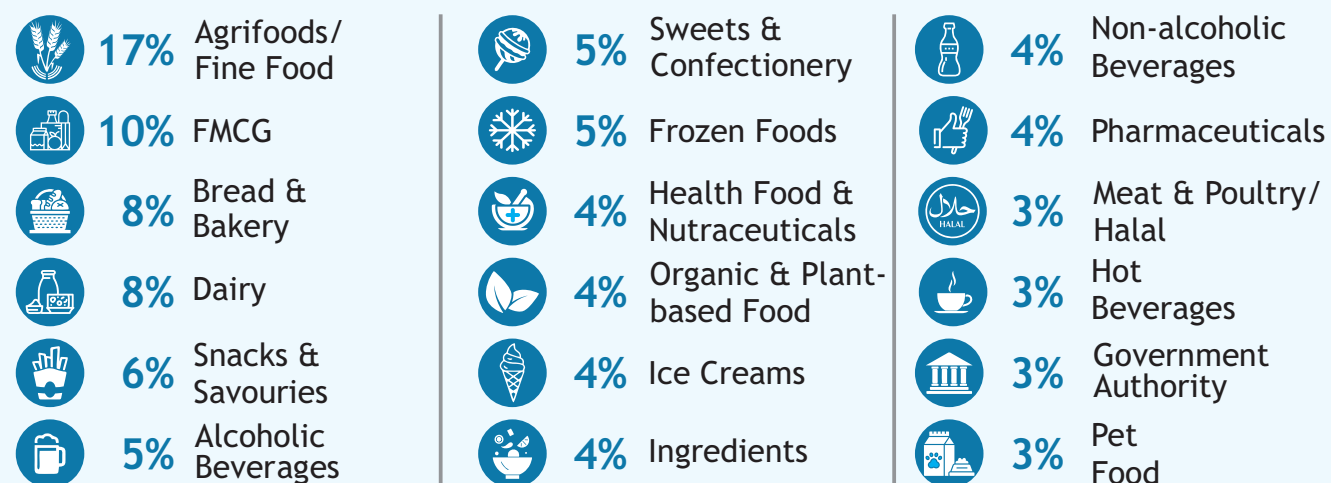 17% Agrifoods/
Fine Food
10% FMCG
8% Bread &
Bakery
8% Dairy
6% Snacks &
Savouries
5% Alcoholic
Beverages
5% Sweets &
Confectionery
5% Frozen Foods
4% Health Food &
Nutraceuticals
4% Organic & Plant-
based Food
4% Ice Creams
4% Ingredients
4% Non-alcoholic
Beverages
4% Pharmaceuticals
حلال
HALAL
3% Meat & Poultry/
Halal
3% Hot
Beverages
3% Government
Authority
3% Pet
Food